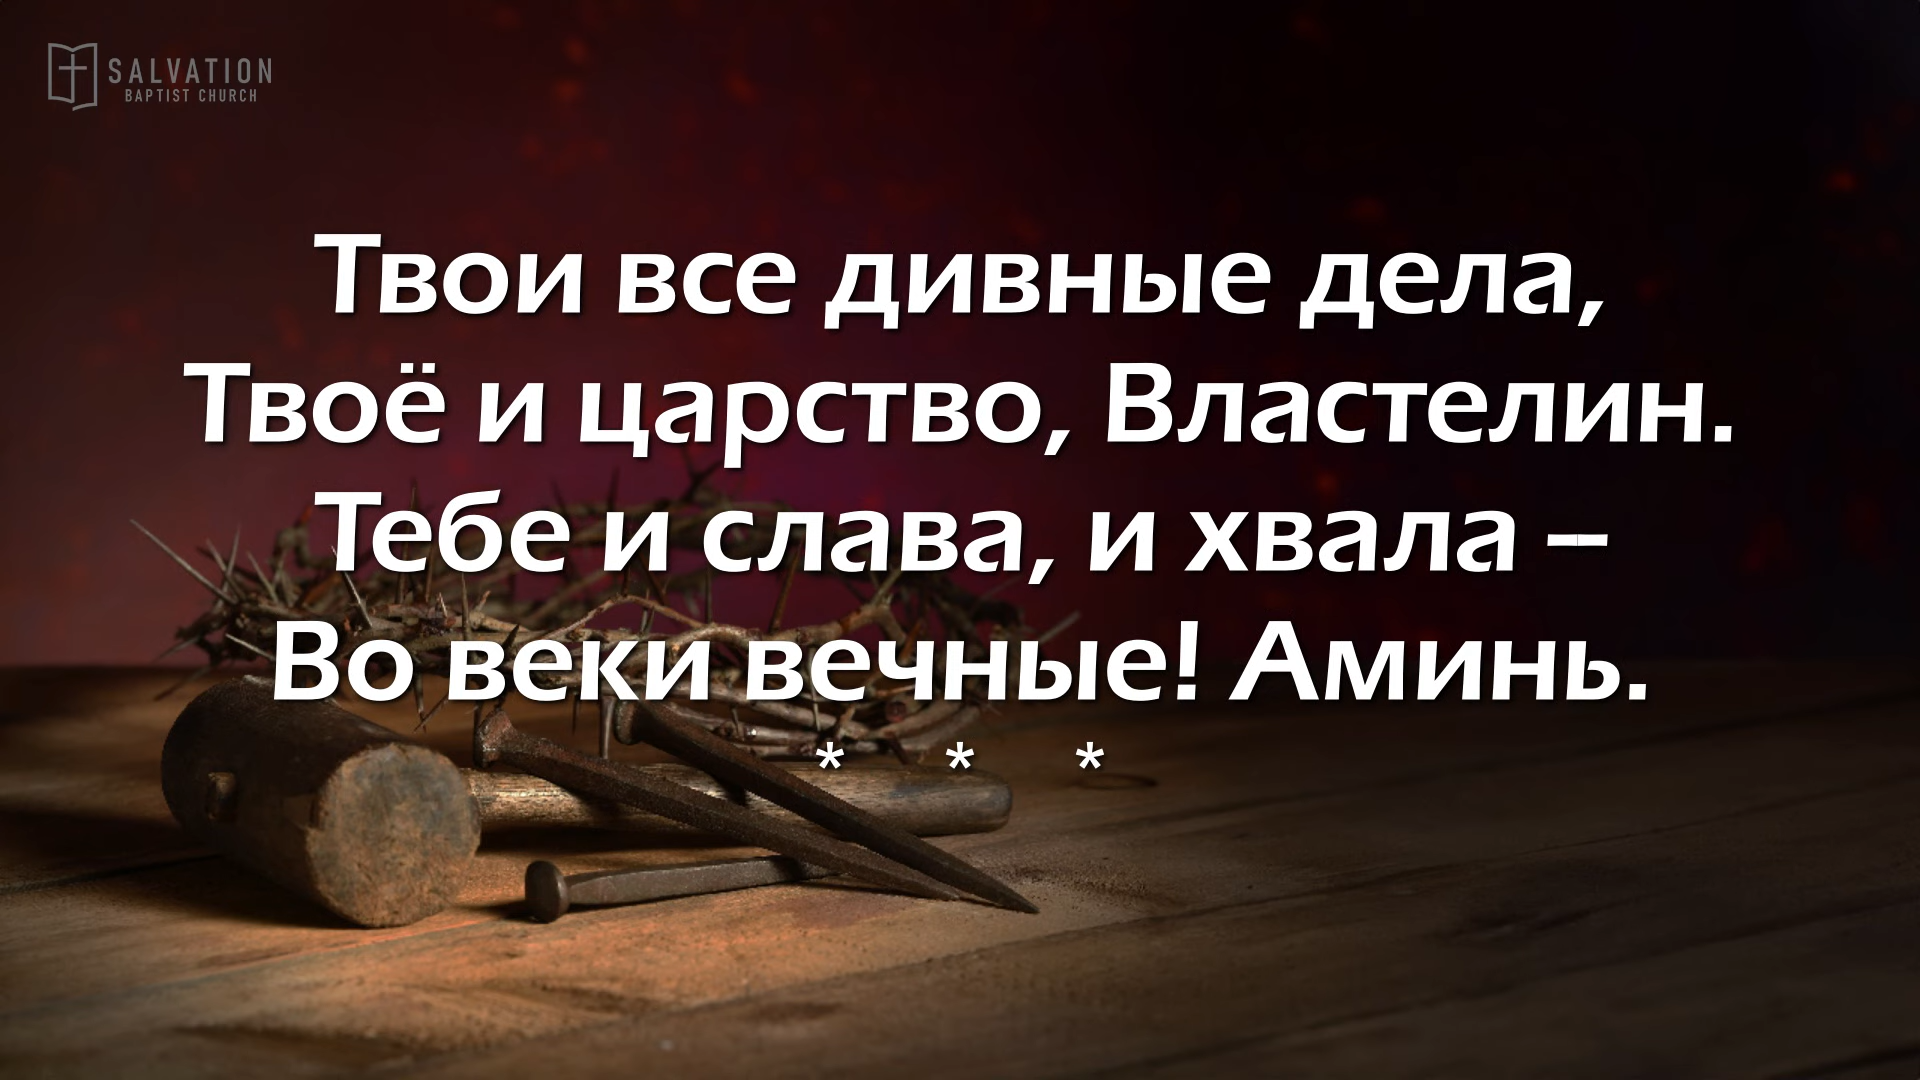 SALVATION
BAPTIST CHURCH
Твои все дивные дела,
Твоё и царство, Властелин.
Тебе и слава, и хвала –
Во веки вечные! Аминь.
* * *